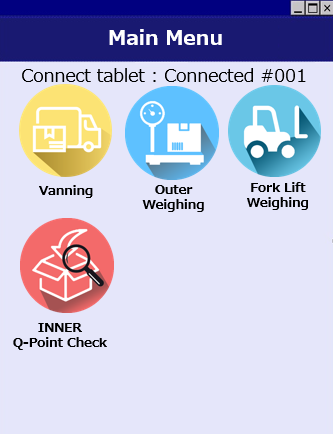 Main Menu
Connect tablet : Connected #001
Vanning
Outer
Weighing
Fork Lift
Weighing
INNER
Q-Point Check